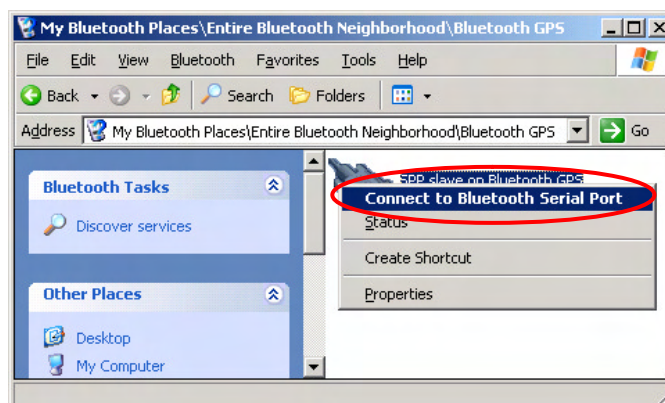 My Bluetooth Places\Entire Bluetooth Neighborhood\Bluetooth GPS
File Edit View Bluetooth Favorites Tools Help
Back Search Folders
Address My Bluetooth Places\Entire Bluetooth Neighborhood\Bluetooth GPS Go
Bluetooth Tasks
Discover services
Other Places
Desktop
My Computer
SPP slave on Bluetooth GPS
Connect to Bluetooth Serial Port
Status
Create Shortcut
Properties